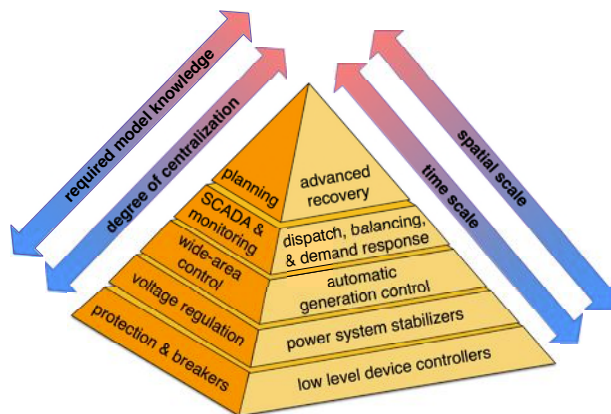 required model knowledge
degree of centralization
spatial scale
time scale
planning
advanced
recovery
SCADA &
monitoring
dispatch, balancing,
& demand response
wide-area
control
automatic
generation control
voltage regulation
power system stabilizers
protection & breakers
low level device controllers